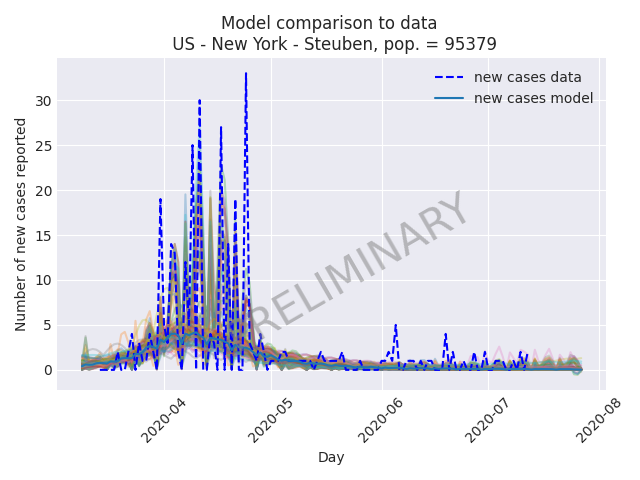 Model comparison to data
US - New York - Steuben, pop. = 95379
Number of new cases reported
30
25
20
15
10
5
0
new cases data
new cases model
PRELIMINARY
2020-04
2020-05
2020-06
2020-07
2020-08
Day